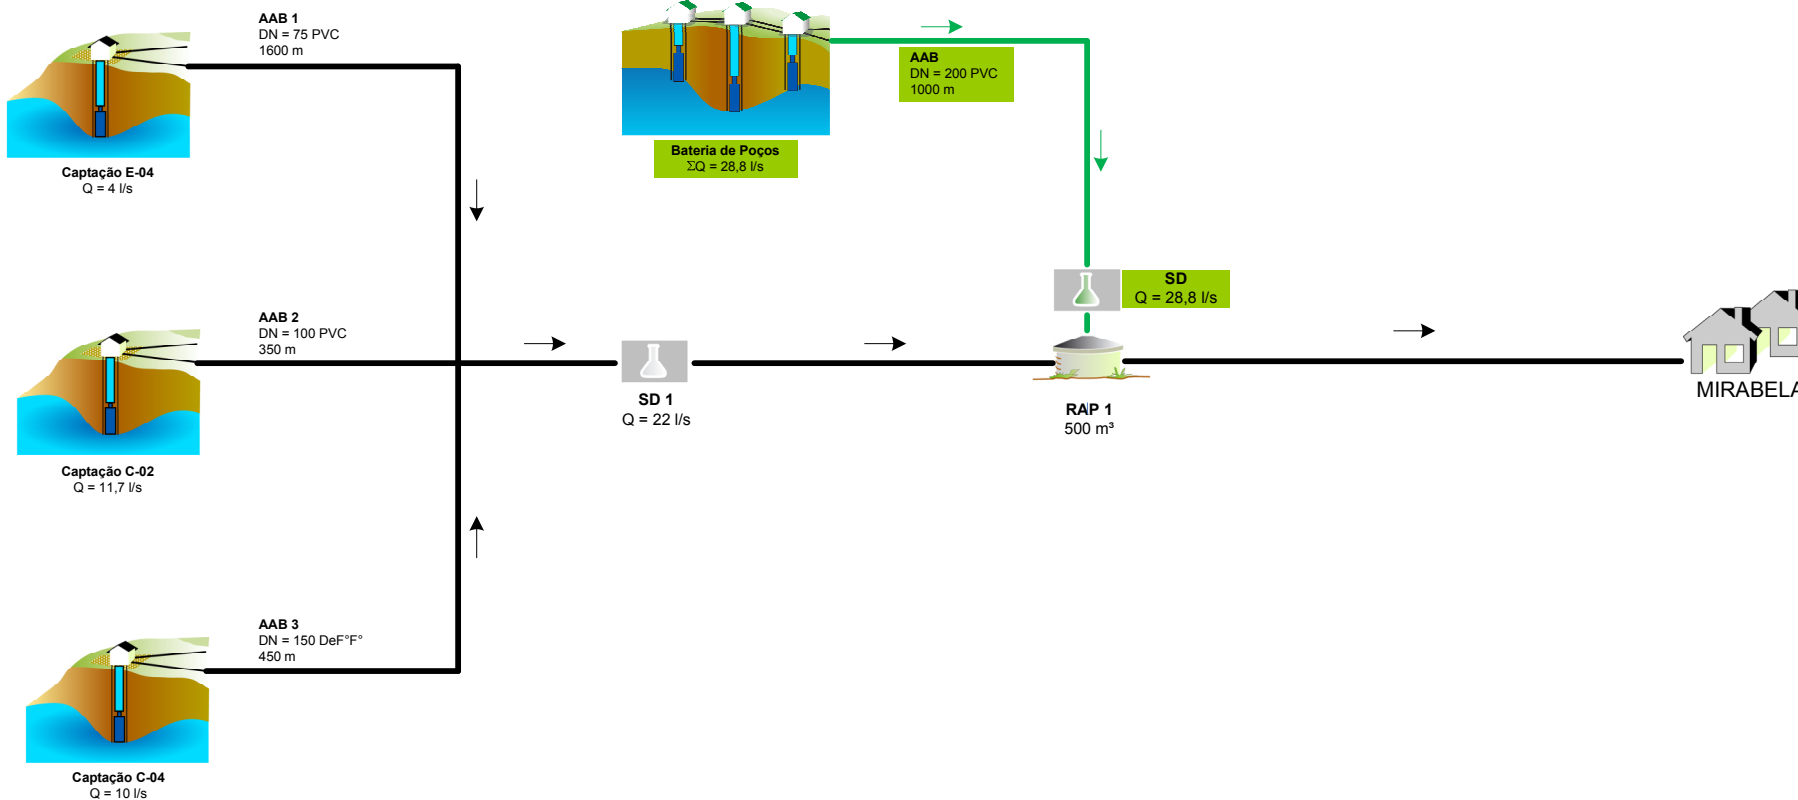 AAB 1
DN = 75 PVC
1600 m
Captação E-04
Q = 4 l/s
Bateria de Poços
ΣQ = 28,8 l/s
AAB
DN = 200 PVC
1000 m
SD
Q = 28,8 l/s
AAB 2
DN = 100 PVC
350 m
Captação C-02
Q = 11,7 l/s
SD 1
Q = 22 l/s
RAP 1
500 m³
MIRABELA
AAB 3
DN = 150 DeF°F°
450 m
Captação C-04
Q = 10 l/s